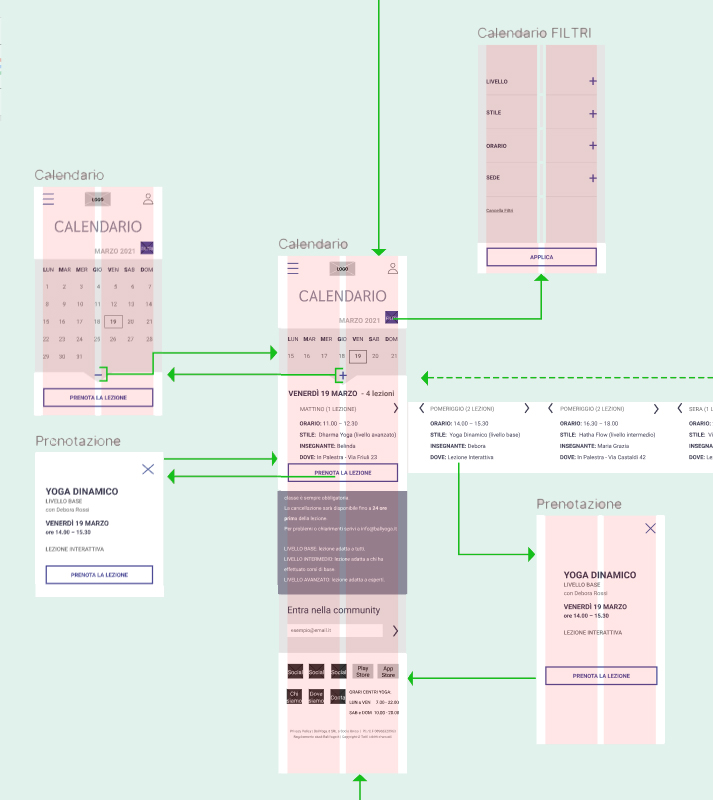 Calendario FILTRI
LIVELLO
STILE
ORARIO
SEDE
Cancella Filtri
APPLICA
Calendario
LOGO
CALENDARIO
MARZO 2021
LUN MAR MER GIO VEN SAB DOM
1 2 3 4 5 6 7
8 9 10 11 12 13 14
15 16 17 18 19 20 21
22 23 24 25 26 27 28
29 30 31
PRENOTA LA LEZIONE
Calendario
LOGO
CALENDARIO
MARZO 2021
LUN MAR MER GIO VEN SAB DOM
15 16 17 18 19 20 21
VENERDÌ 19 MARZO - 4 lezioni
MATTINO (1 LEZIONE)
ORARIO: 11.00 – 12:30
STILE: Dharma Yoga (livello avanzato)
INSEGNANTE: Belinda
DOVE: In Palestra - Via Friuli 23
PRENOTA LA LEZIONE
POMERIGGIO (2 LEZIONI)
ORARIO: 14.00 – 15.30
STILE: Yoga Dinamico (livello base)
INSEGNANTE: Debora
DOVE: Lezione Interattiva
POMERIGGIO (2 LEZIONI)
ORARIO: 16.30 – 18.00
STILE: Hatha Flow (livello intermedio)
INSEGNANTE: Maria Grazia
DOVE: In Palestra - Via Castaldi 42
SERA (1 L
ORARIO:
STILE: Vi
INSEGNA
DOVE: Le
classe e sempre obbligatoria.
La cancellazione sarà disponibile fino a 24 ore
prima delle lezione.
Per problemi o chiarimenti scrivi a info@baliyoga.it
LIVELLO BASE: lezione adatta a tutti.
LIVELLO INTERMEDIO: lezione adatta a chi ha
effettuato corsi di base
LIVELLO AVANZATO: lezione adatta a esperti.
Entra nella community
esempio@email.it
Social Social Social Play Store App Store
Chi siamo Dove siamo Conta
ORARI CENTRI YOGA:
LUN a VEN 7.00 - 22.00
SAB e DOM 10.00 - 20.00
Prenotazione
YOGA DINAMICO
LIVELLO BASE
con Debora Rossi
VENERDÌ 19 MARZO
ore 14.00 – 15.30
LEZIONE INTERATTIVA
PRENOTA LA LEZIONE
Prenotazione
YOGA DINAMICO
LIVELLO BASE
con Debora Rossi
VENERDÌ 19 MARZO
ore 14.00 – 15.30
LEZIONE INTERATTIVA
PRENOTA LA LEZIONE